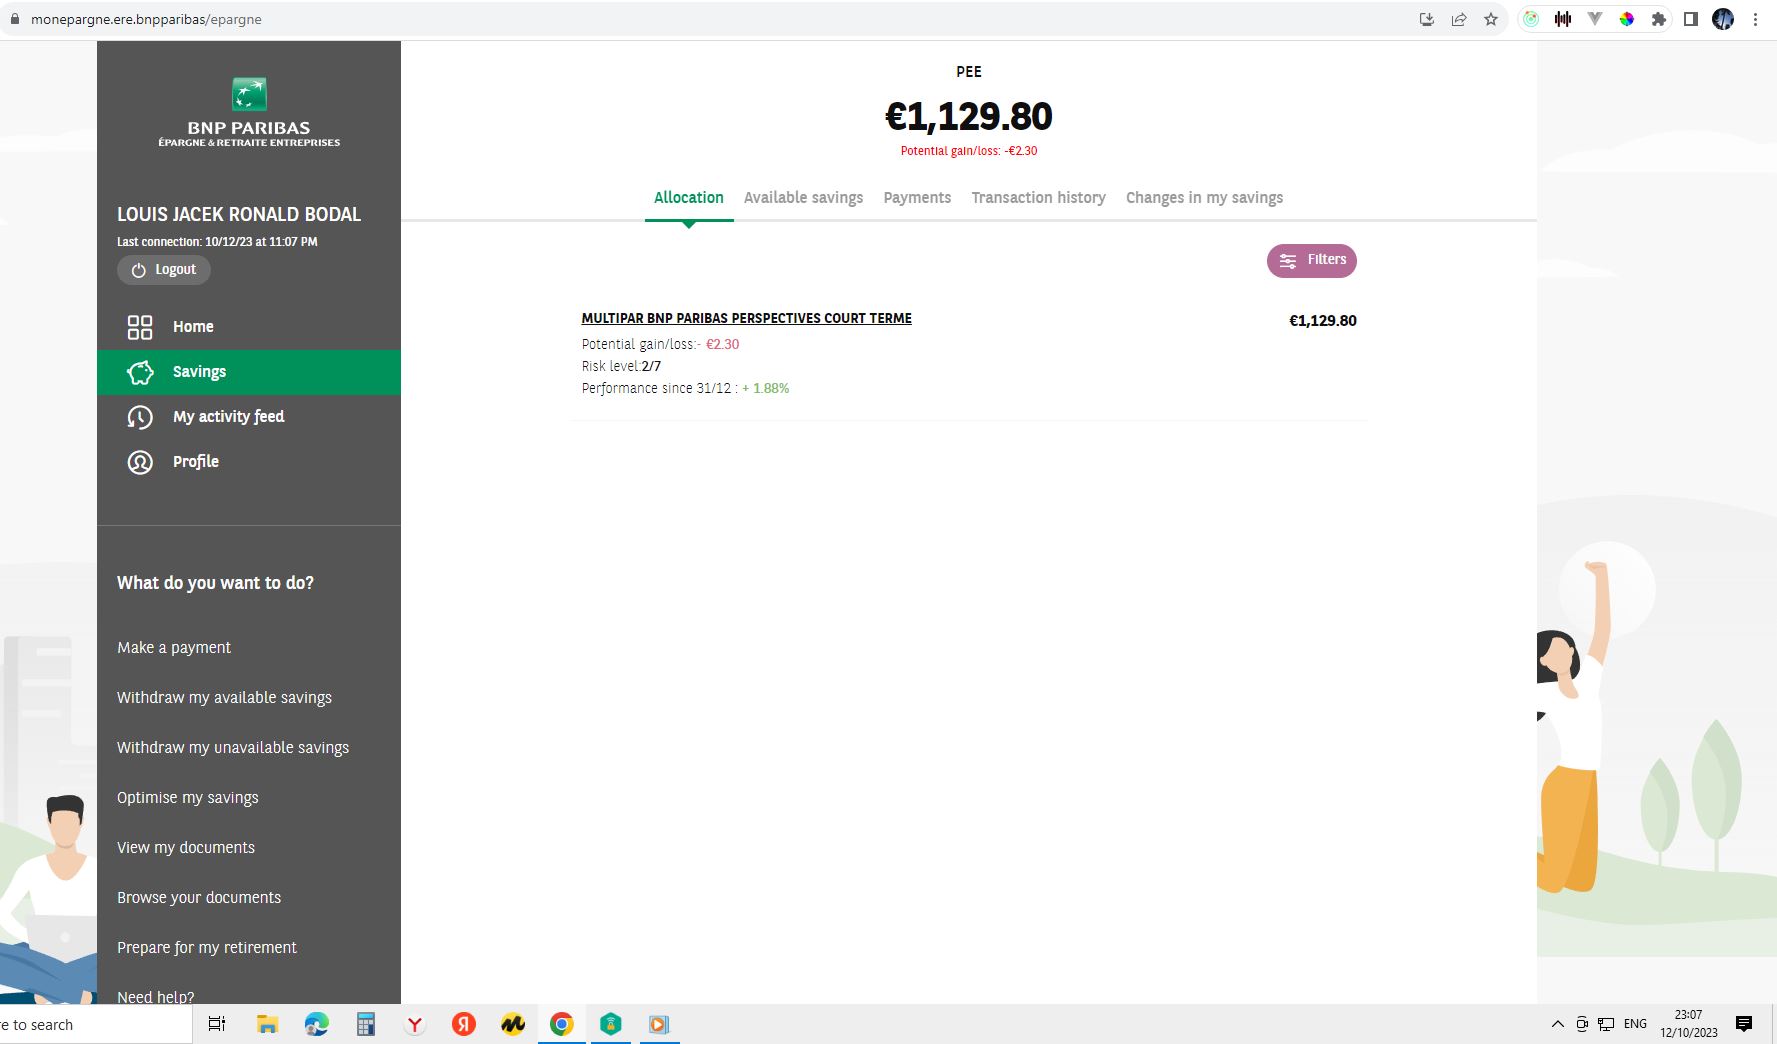 monepargne.ere.bnpparibas/epargne
BNP PARIBAS
ÉPARGNE & RETRAITE ENTREPRISES
LOUIS JACEK RONALD BODAL
Last connection: 10/12/23 at 11:07 PM
Logout
Home
Savings
My activity feed
Profile
What do you want to do?
Make a payment
Withdraw my available savings
Withdraw my unavailable savings
Optimise my savings
View my documents
Browse your documents
Prepare for my retirement
Need help?
PEE
€1,129.80
Potential gain/loss: -€2.30
Allocation Available savings Payments Transaction history Changes in my savings
Filters
MULTIPAR BNP PARIBAS PERSPECTIVES COURT TERME €1,129.80
Potential gain/loss:- €2.30
Risk level:2/7
Performance since 31/12 : + 1.88%
re to search
ENG
23:07
12/10/2023